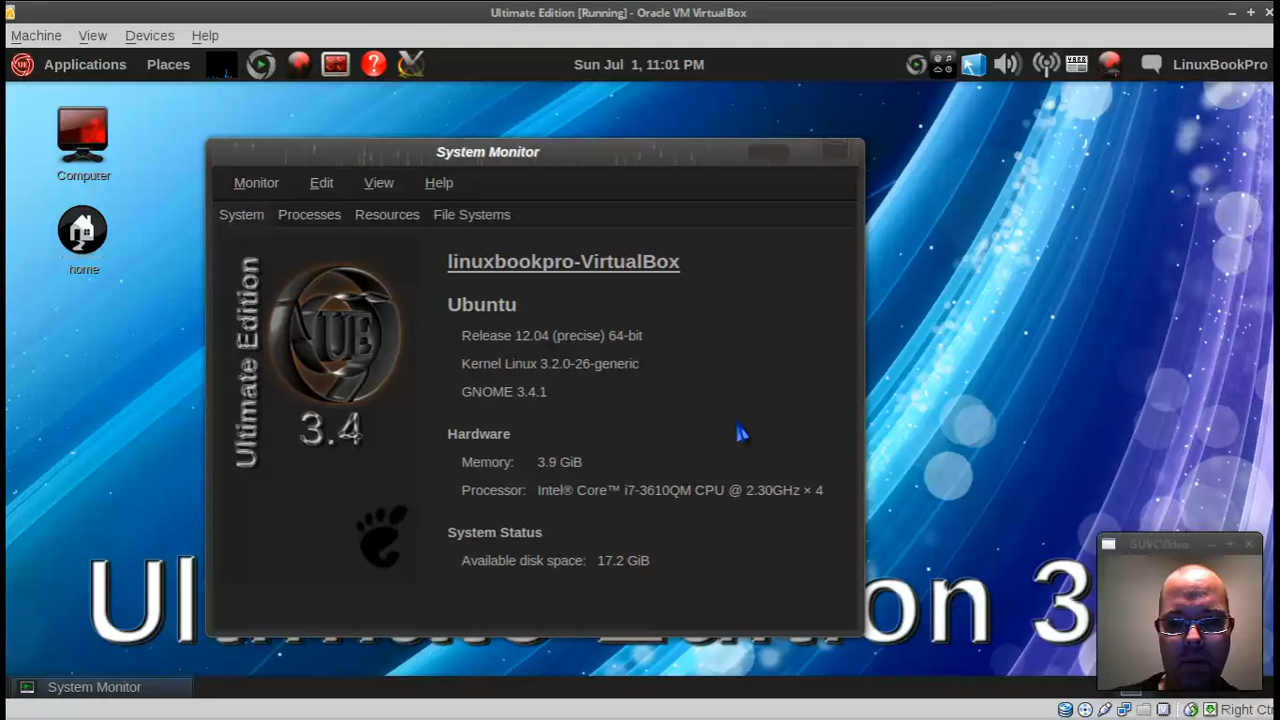 Ultimate Edition [Running] - Oracle VM VirtualBox
Machine View Devices Help
Applications Places Sun Jul 1, 11:01 PM LinuxBookPro
Computer
home
System Monitor
Monitor Edit View Help
System Processes Resources File Systems
Ultimate Edition
UE
3.4
linuxbookpro-VirtualBox
Ubuntu
Release 12.04 (precise) 64-bit
Kernel Linux 3.2.0-26-generic
GNOME 3.4.1
Hardware
Memory: 3.9 GiB
Processor: Intel® Core™ i7-3610QM CPU @ 2.30GHz × 4
System Status
Available disk space: 17.2 GiB
GUVCVideo
System Monitor
Right Ctr